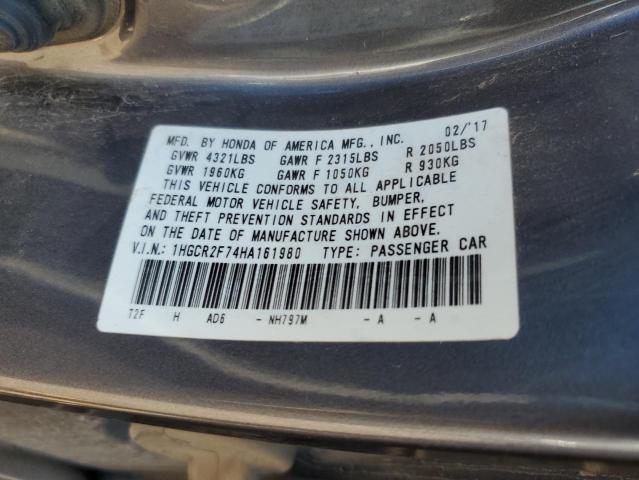 MFD. BY HONDA OF AMERICA MFG., INC. 02/'17
GVWR 4321LBS GAWR F 2315LBS R 2050LBS
GVWR 1960KG GAWR F 1050KG R 930KG
THIS VEHICLE CONFORMS TO ALL APPLICABLE
FEDERAL MOTOR VEHICLE SAFETY, BUMPER,
AND THEFT PREVENTION STANDARDS IN EFFECT
ON THE DATE OF MANUFACTURE SHOWN ABOVE.
V.I.N.: 1HGCR2F74HA161980 TYPE: PASSENGER CAR
T2F H AD6 - NH797M - A - A